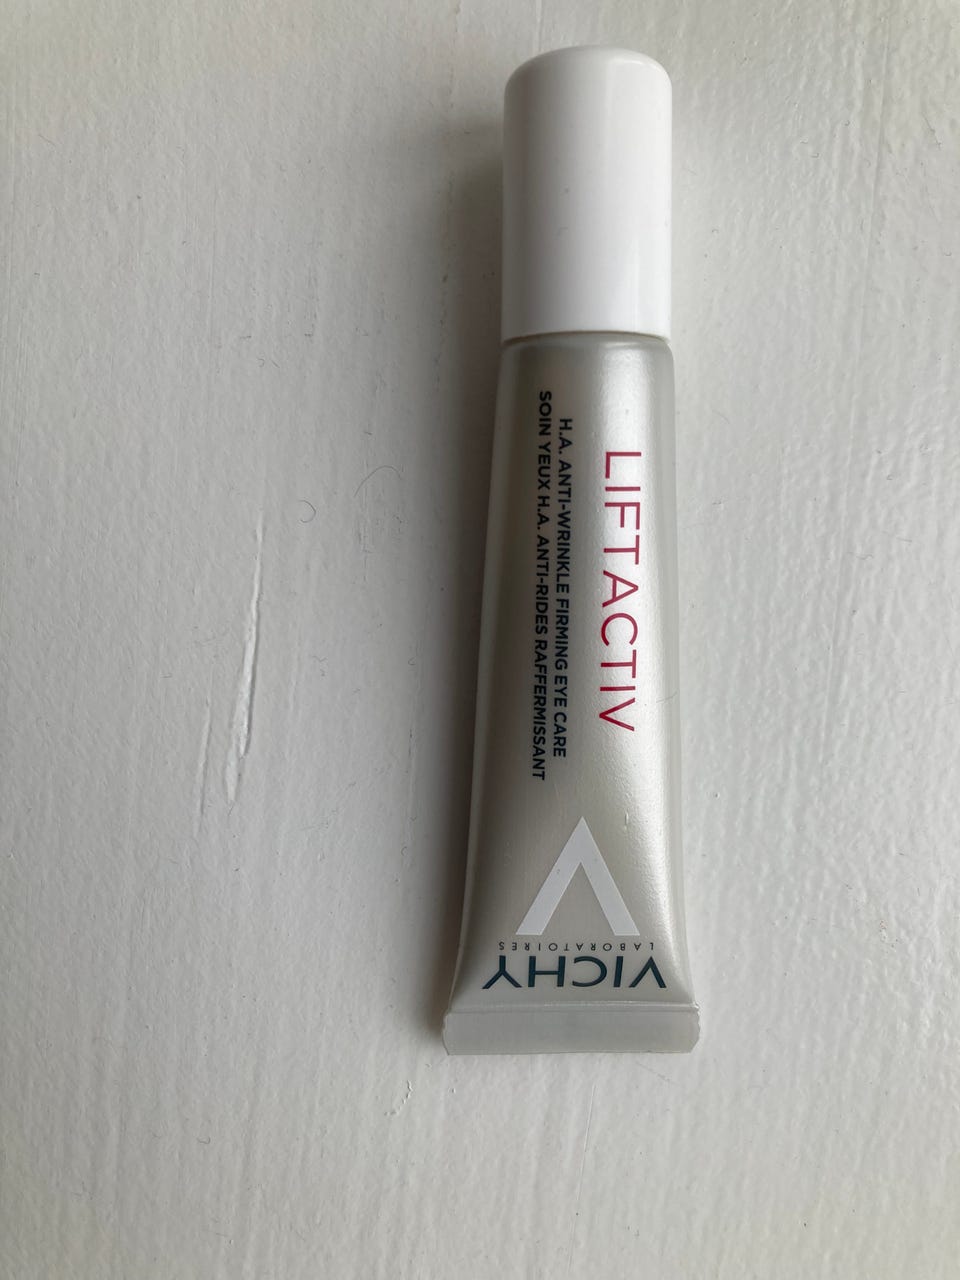 VICHY
LABORATOIRES
LIFTACTIV
H.A. ANTI-WRINKLE FIRMING EYE CARE
SOIN YEUX H.A. ANTI-RIDES RAFFERMISSANT